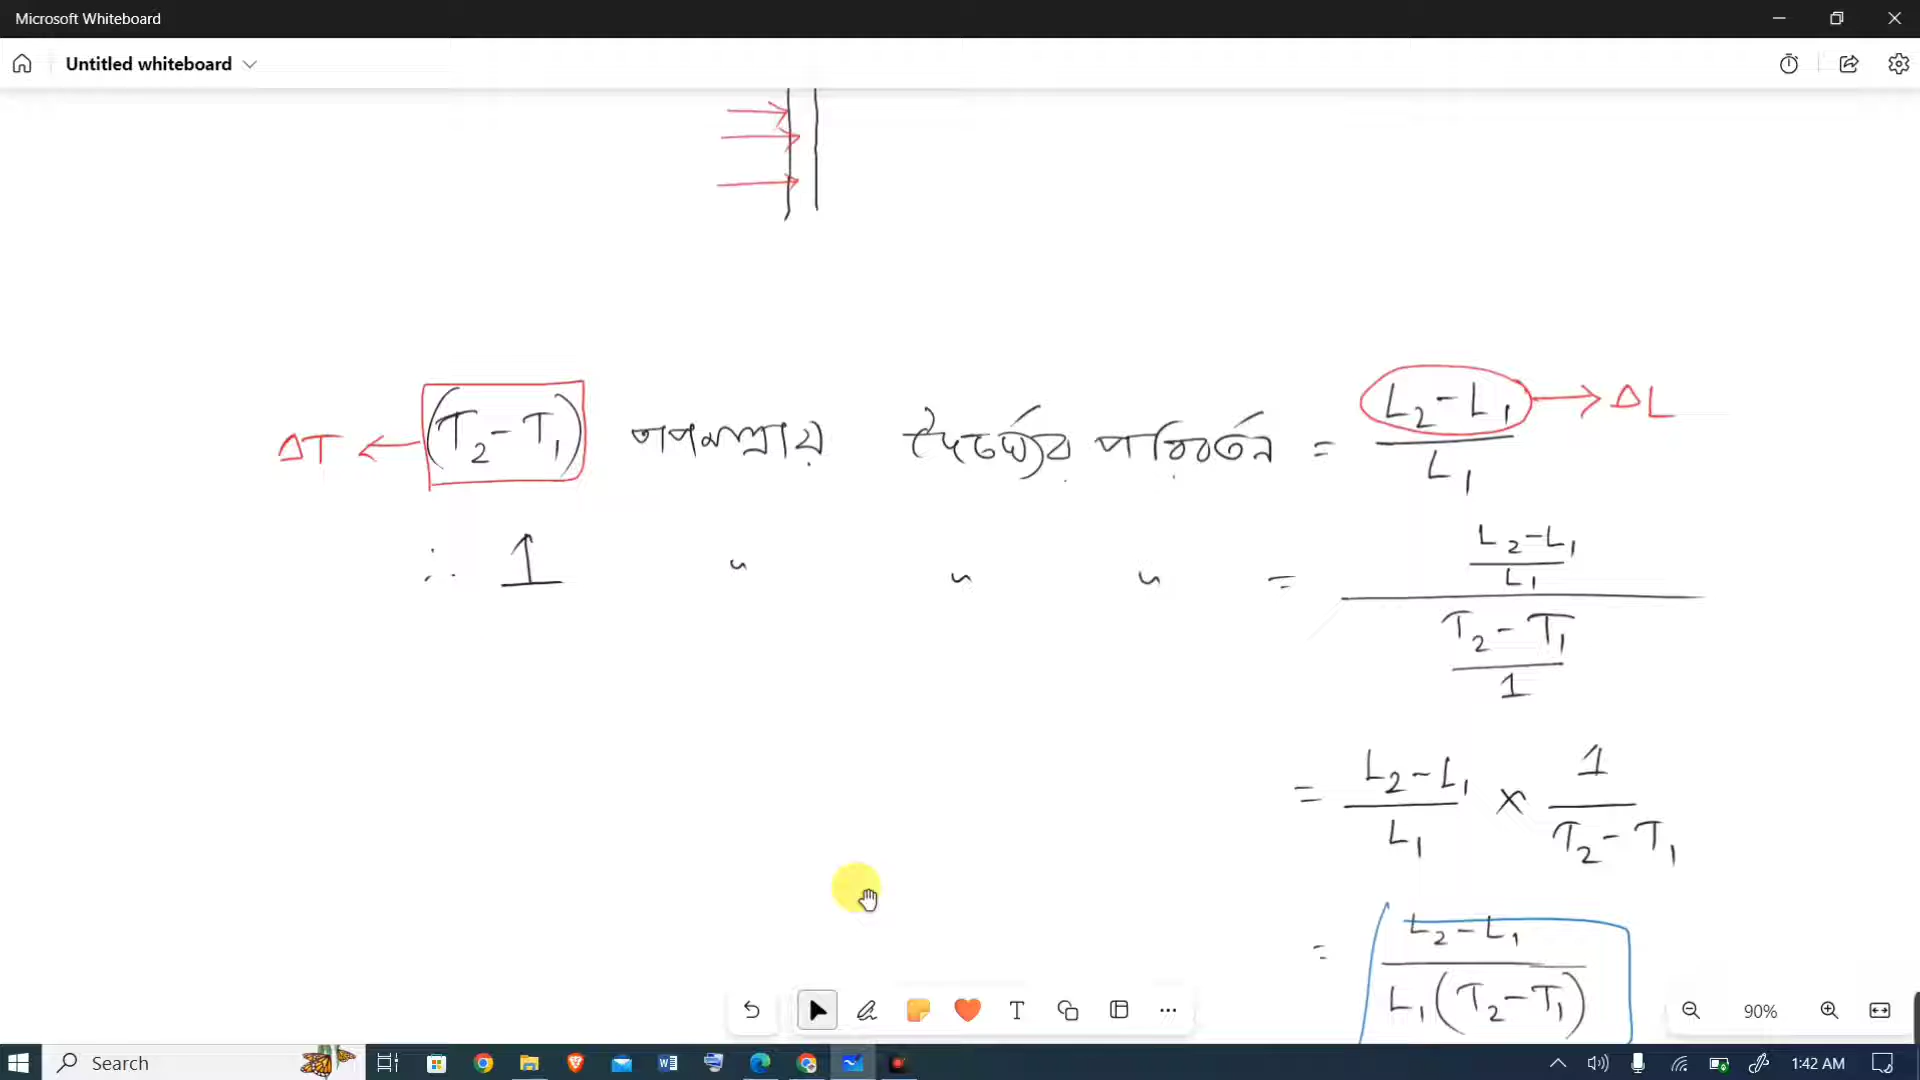 Microsoft Whiteboard
Untitled whiteboard
ΔT ← (T₂ - T₁) তাপমাত্রায় দৈর্ঘ্যের পরিবর্তন = (L₂ - L₁)/L₁ → ΔL
∴ 1 " " " = ((L₂ - L₁)/L₁)/((T₂ - T₁)/1)
= (L₂ - L₁)/L₁ × 1/(T₂ - T₁)
= (L₂ - L₁)/(L₁(T₂ - T₁))
90%
Search
1:42 AM